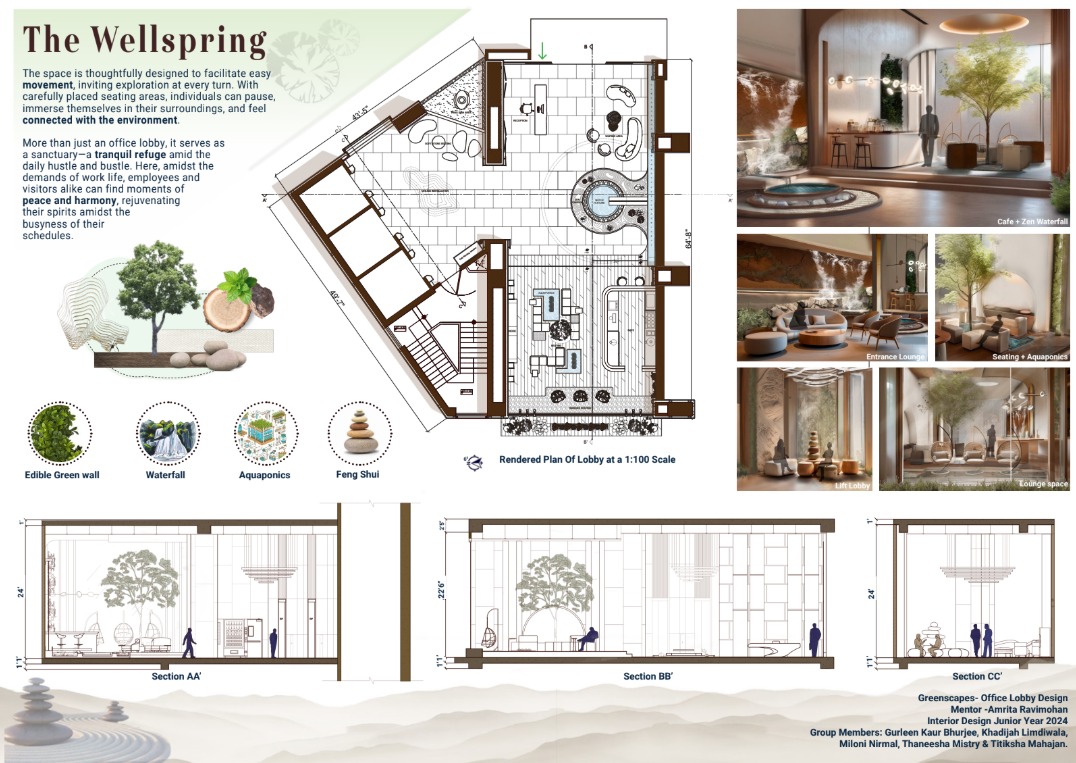 The Wellspring
The space is thoughtfully designed to facilitate easy
movement, inviting exploration at every turn. With
carefully placed seating areas, individuals can pause,
immerse themselves in their surroundings, and feel
connected with the environment.
More than just an office lobby, it serves as
a sanctuary—a tranquil refuge amid the
daily hustle and bustle. Here, amidst the
demands of work life, employees and
visitors alike can find moments of
peace and harmony, rejuvenating
their spirits amidst the
busyness of their
schedules.
Edible Green wall
Waterfall
Aquaponics
Feng Shui
43'-5"
43'-7"
64'-8"
RECEPTION
Rendered Plan Of Lobby at a 1:100 Scale
Cafe + Zen Waterfall
Entrance Lounge
Seating + Aquaponics
Lift Lobby
Lounge space
1'
24'
1'1'
Section AA'
2'5'
22'6"
1'1'
Section BB'
1'
24'
1'1'
Section CC'
Greenscapes- Office Lobby Design
Mentor -Amrita Ravimohan
Interior Design Junior Year 2024
Group Members: Gurleen Kaur Bhurjee, Khadijah Limdiwala,
Miloni Nirmal, Thaneesha Mistry & Titiksha Mahajan.